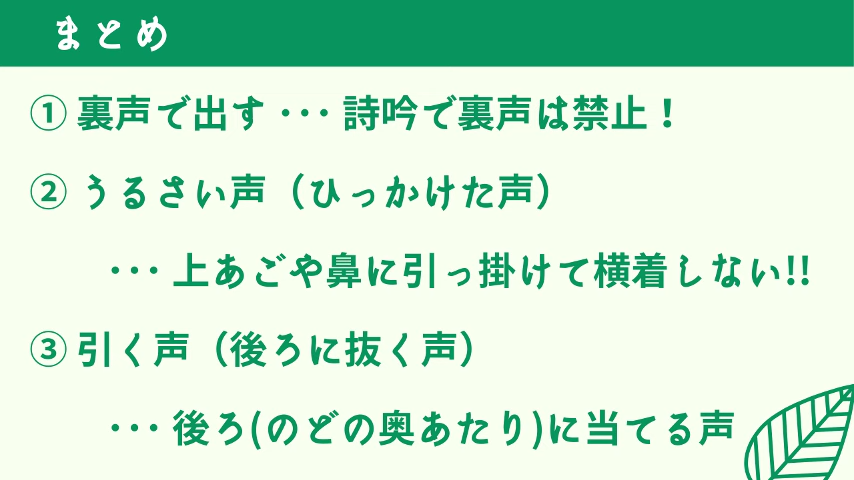 まとめ
① 裏声で出す ･･･ 詩吟で裏声は禁止！
② うるさい声（ひっかけた声）
･･･ 上あごや鼻に引っ掛けて横着しない!!
③ 引く声（後ろに抜く声）
･･･ 後ろ(のどの奥あたり)に当てる声